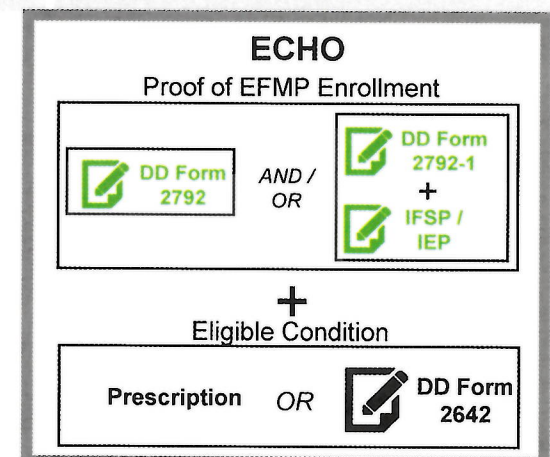 ECHO
Proof of EFMP Enrollment
DD Form
2792
AND /
OR
DD Form
2792-1
+
IFSP /
IEP
+
Eligible Condition
Prescription OR DD Form
2642